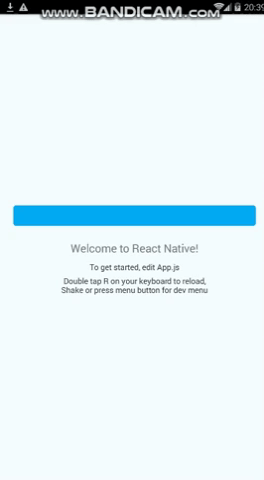 www.BANDICAM.com
20:39
Welcome to React Native!
To get started, edit App.js
Double tap R on your keyboard to reload,
Shake or press menu button for dev menu